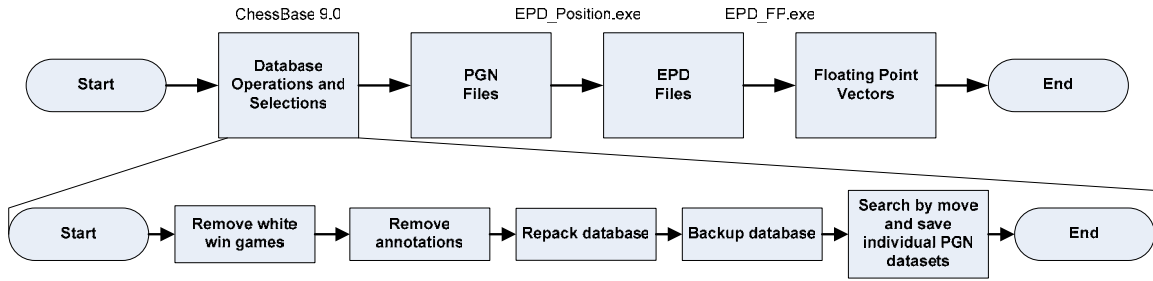 ChessBase 9.0
EPD_Position.exe
EPD_FP.exe
Start
Database
Operations and
Selections
PGN
Files
EPD
Files
Floating Point
Vectors
End
Start
Remove white
win games
Remove
annotations
Repack database
Backup database
Search by move
and save
individual PGN
datasets
End